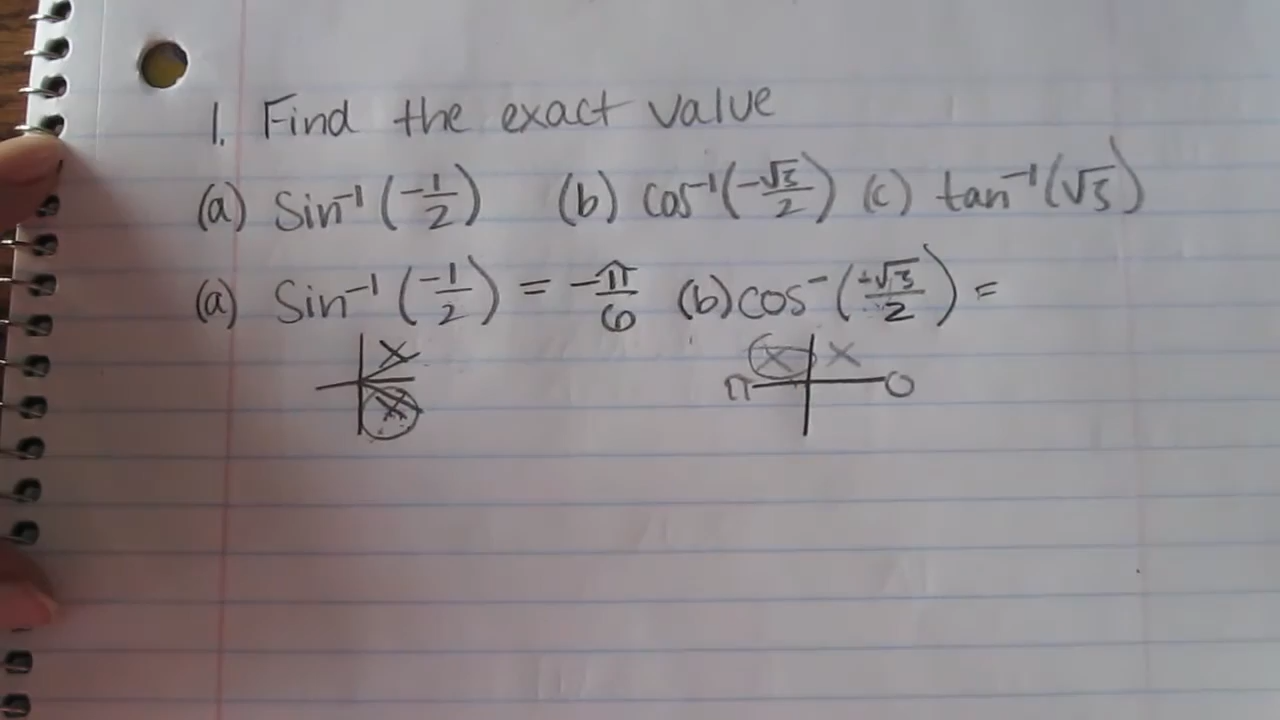 1. Find the exact value
(a) Sin⁻¹(-1/2) (b) cos⁻¹(-√3/2) (c) tan⁻¹(√3)
(a) Sin⁻¹(-1/2) = -π/6 (b) cos⁻(-√3/2) =
x x x x
π 0